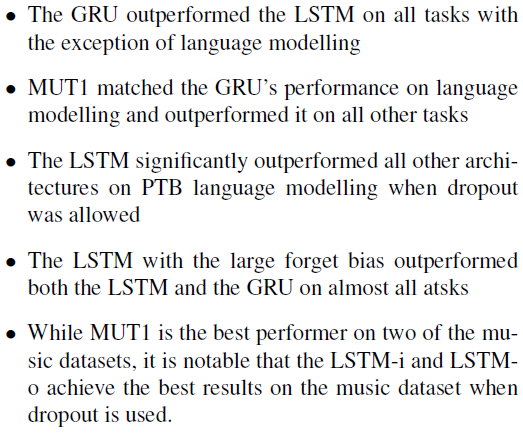 • The GRU outperformed the LSTM on all tasks with
the exception of language modelling
• MUT1 matched the GRU's performance on language
modelling and outperformed it on all other tasks
• The LSTM significantly outperformed all other archi-
tectures on PTB language modelling when dropout
was allowed
• The LSTM with the large forget bias outperformed
both the LSTM and the GRU on almost all atsks
• While MUT1 is the best performer on two of the mu-
sic datasets, it is notable that the LSTM-i and LSTM-
o achieve the best results on the music dataset when
dropout is used.